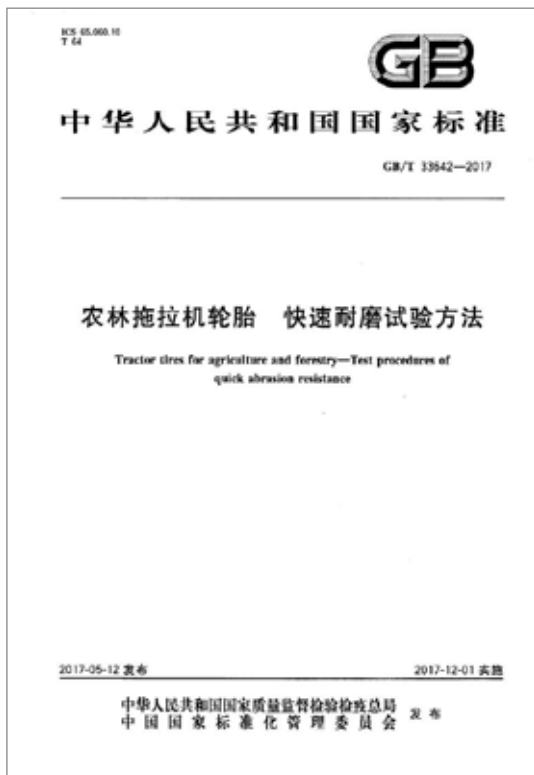 ICS 65.060.10
T 64
GB
中华人民共和国国家标准
GB/T 33642—2017
农林拖拉机轮胎 快速耐磨试验方法
Tractor tires for agriculture and forestry—Test procedures of
quick abrasion resistance
2017-05-12 发布
2017-12-01 实施
中华人民共和国国家质量监督检验检疫总局
中国国家标准化管理委员会
发布